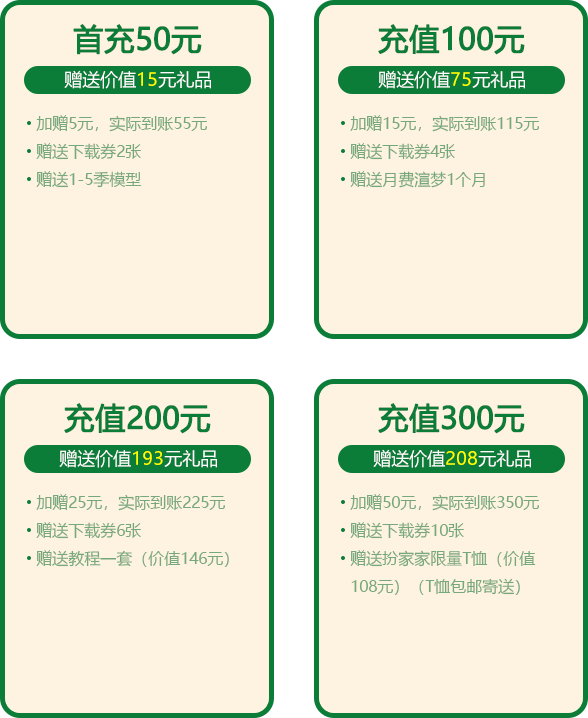 首充50元
赠送价值15元礼品
• 加赠5元，实际到账55元
• 赠送下载券2张
• 赠送1-5季模型
充值100元
赠送价值75元礼品
• 加赠15元，实际到账115元
• 赠送下载券4张
• 赠送月费渲梦1个月
充值200元
赠送价值193元礼品
• 加赠25元，实际到账225元
• 赠送下载券6张
• 赠送教程一套（价值146元）
充值300元
赠送价值208元礼品
• 加赠50元，实际到账350元
• 赠送下载券10张
• 赠送扮家家限量T恤（价值
108元）（T恤包邮寄送）